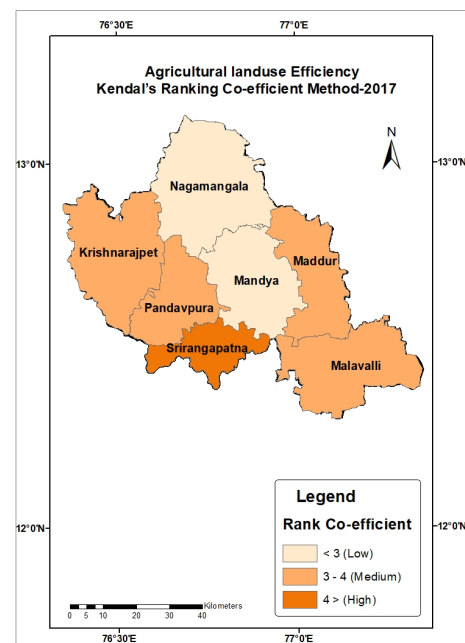 76°30'E 77°0'E
Agricultural landuse Efficiency
Kendal's Ranking Co-efficient Method-2017
N
13°0'N 13°0'N
Nagamangala
Krishnarajpet
Maddur
Mandya
Pandavpura
Srirangapatna
Malavalli
Legend
Rank Co-efficient
< 3 (Low)
3 - 4 (Medium)
4 > (High)
12°0'N 12°0'N
Kilometers
0 5 10 20 30 40
76°30'E 77°0'E